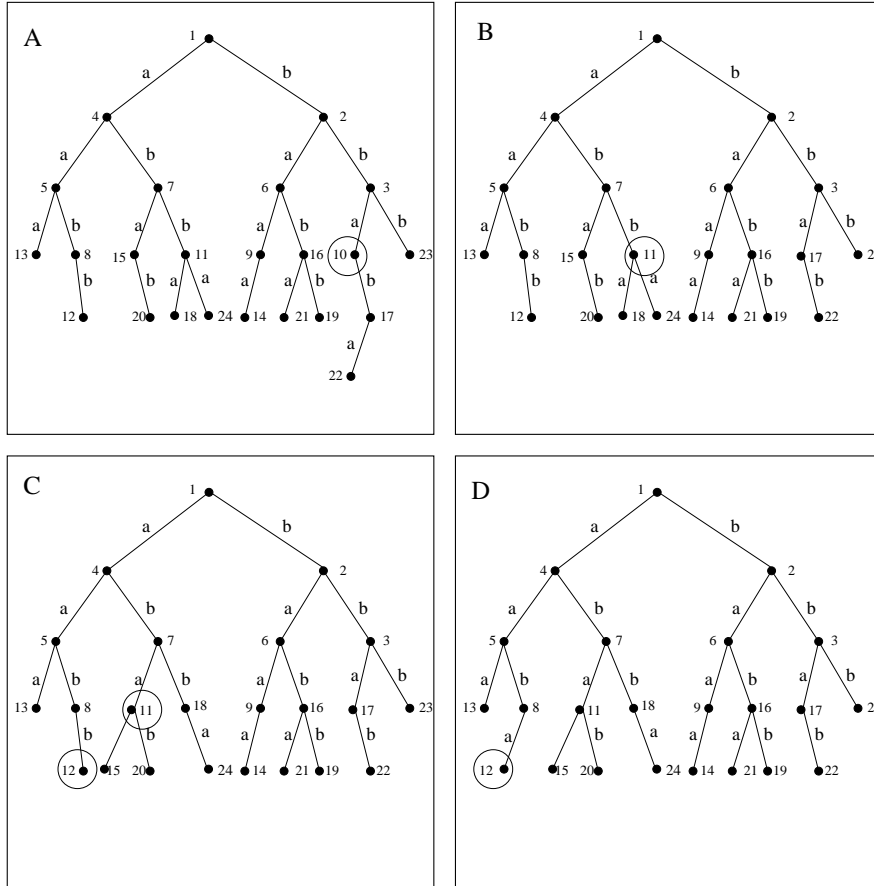 A
1
a b
4 2
a b a b
5 7 6 3
a b a b a b a b
13 8 15 11 9 16 10 23
b b a a a a b b
12 20 18 24 14 21 19 17
a
22
B
1
a b
4 2
a b a b
5 7 6 3
a b a b a b a b
13 8 15 11 9 16 17 2
b b a a a a b b
12 20 18 24 14 21 19 22
C
1
a b
4 2
a b a b
5 7 6 3
a b a b a b a b
13 8 11 18 9 16 17 23
b b a a a b b
12 15 20 24 14 21 19 22
D
1
a b
4 2
a b a b
5 7 6 3
a b a b a b a b
13 8 11 18 9 16 17 2
a b a a a b b
12 15 20 24 14 21 19 22